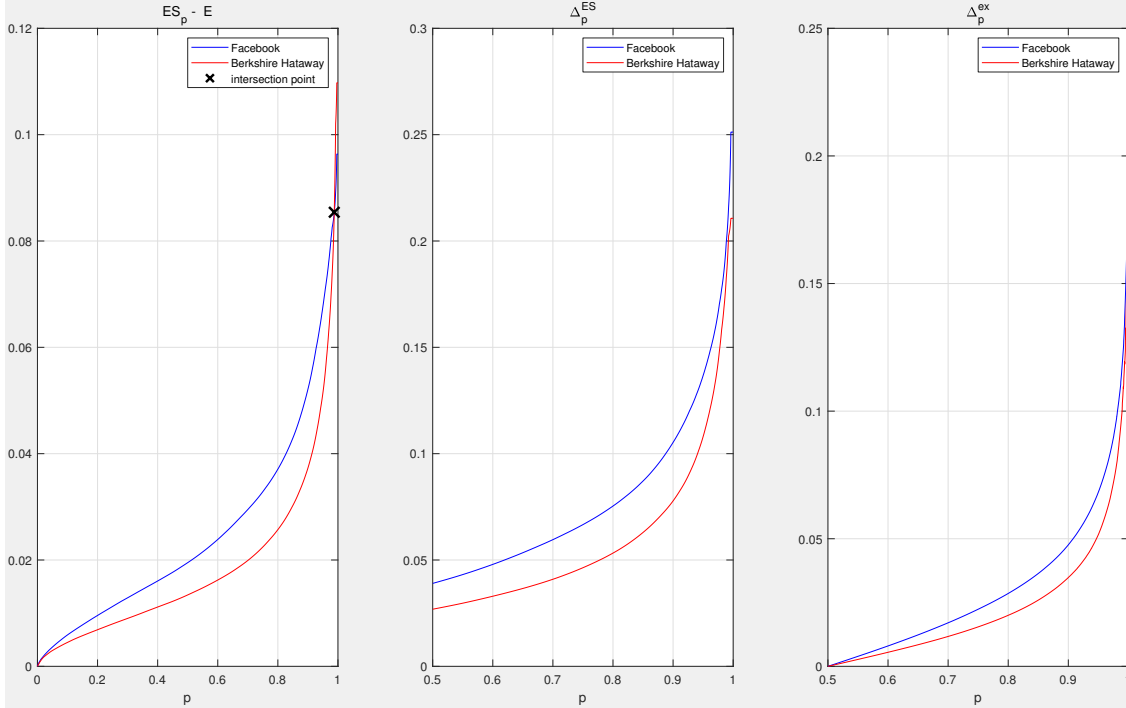 ES_p - E
0.12
0.1
0.08
0.06
0.04
0.02
0
0 0.2 0.4 0.6 0.8 1
p
Facebook
Berkshire Hataway
intersection point
Δ_p^ES
0.3
0.25
0.2
0.15
0.1
0.05
0
0.5 0.6 0.7 0.8 0.9 1
p
Facebook
Berkshire Hataway
Δ_p^ex
0.25
0.2
0.15
0.1
0.05
0
0.5 0.6 0.7 0.8 0.9 1
p
Facebook
Berkshire Hataway